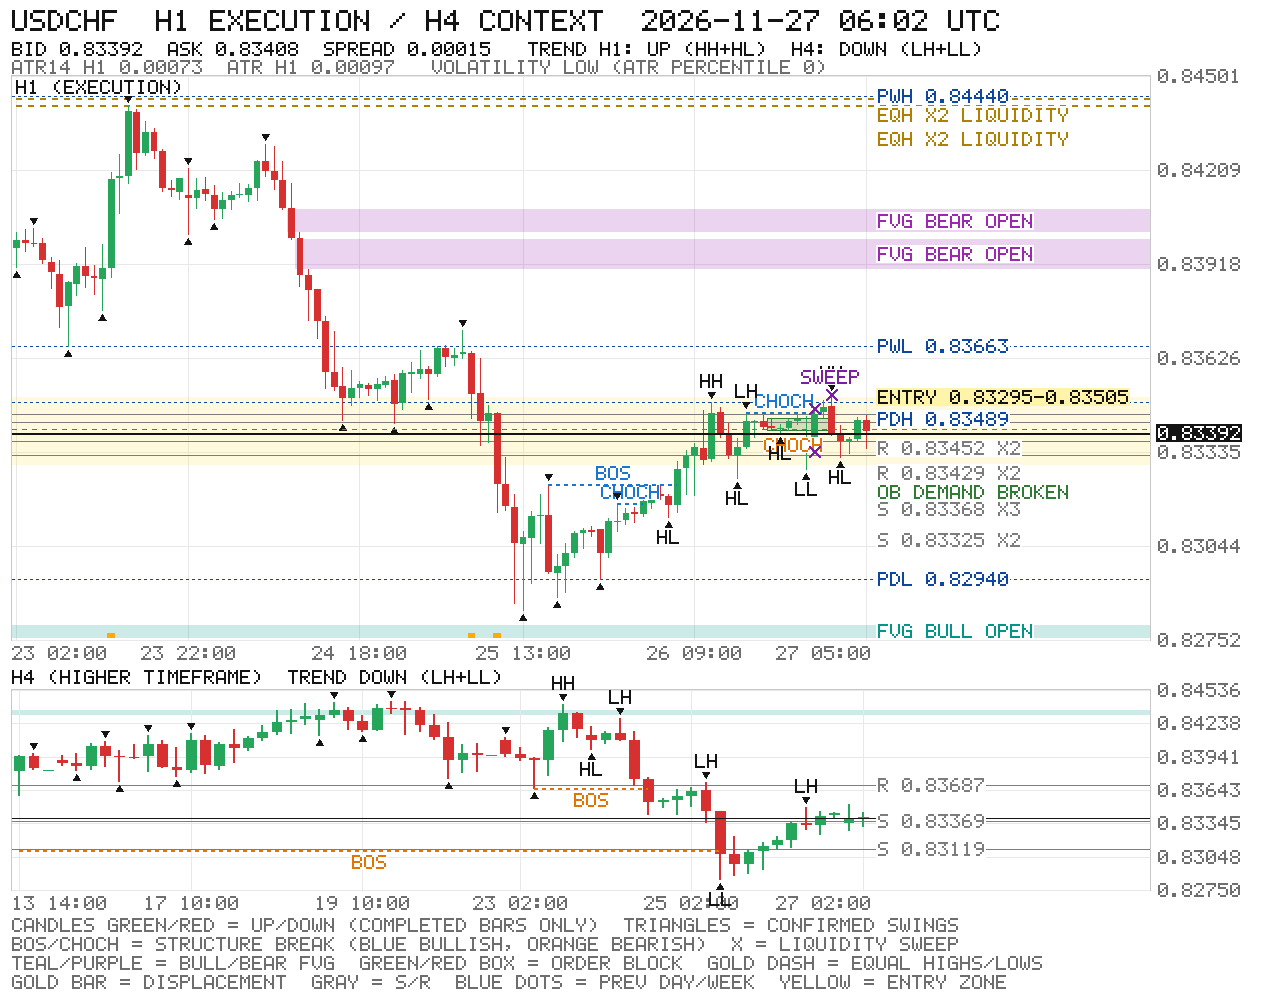 USDCHF  H1 EXECUTION / H4 CONTEXT  2026-11-27 06:02 UTC
BID 0.83392  ASK 0.83408  SPREAD 0.00015   TREND H1: UP (HH+HL)  H4: DOWN (LH+LL)
ATR14 H1 0.00073  ATR H1 0.00097   VOLATILITY LOW (ATR PERCENTILE 0)
H1 (EXECUTION)
0.84501
PWH 0.84440
EQH X2 LIQUIDITY
EQH X2 LIQUIDITY
0.84209
FVG BEAR OPEN
FVG BEAR OPEN
0.83918
PWL 0.83663
0.83626
SWEEP
HH
LH
CHOCH
ENTRY 0.83295-0.83505
PDH 0.83489
0.83392
CHOCH
HL
R 0.83452 X2
0.83335
BOS
R 0.83429 X2
HL
CHOCH
LL
OB DEMAND BROKEN
HL
S 0.83368 X3
HL
S 0.83325 X2
0.83044
PDL 0.82940
FVG BULL OPEN
0.82752
23 02:00
23 22:00
24 18:00
25 13:00
26 09:00
27 05:00
H4 (HIGHER TIMEFRAME)  TREND DOWN (LH+LL)
HH
LH
0.84536
0.84238
HL
LH
0.83941
BOS
LH
R 0.83687
0.83643
S 0.83369
0.83345
S 0.83119
BOS
0.83048
LL
0.82750
13 14:00
17 10:00
19 10:00
23 02:00
25 02:00
27 02:00
CANDLES GREEN/RED = UP/DOWN (COMPLETED BARS ONLY)  TRIANGLES = CONFIRMED SWINGS
BOS/CHOCH = STRUCTURE BREAK (BLUE BULLISH, ORANGE BEARISH)  X = LIQUIDITY SWEEP
TEAL/PURPLE = BULL/BEAR FVG  GREEN/RED BOX = ORDER BLOCK  GOLD DASH = EQUAL HIGHS/LOWS
GOLD BAR = DISPLACEMENT  GRAY = S/R  BLUE DOTS = PREV DAY/WEEK  YELLOW = ENTRY ZONE